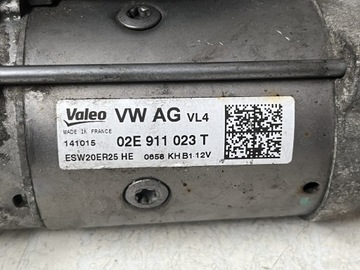 Valeo VW AG VL4
MADE IN FRANCE
141015 02E 911 023 T
ESW20ER25 HE 0658 KH B1 12V